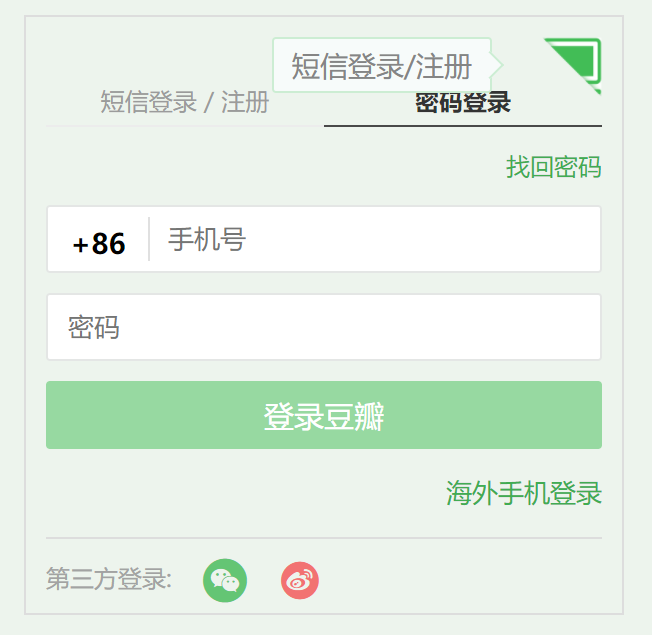 短信登录/注册
短信登录 / 注册 密码登录
找回密码
+86 手机号
密码
登录豆瓣
海外手机登录
第三方登录: